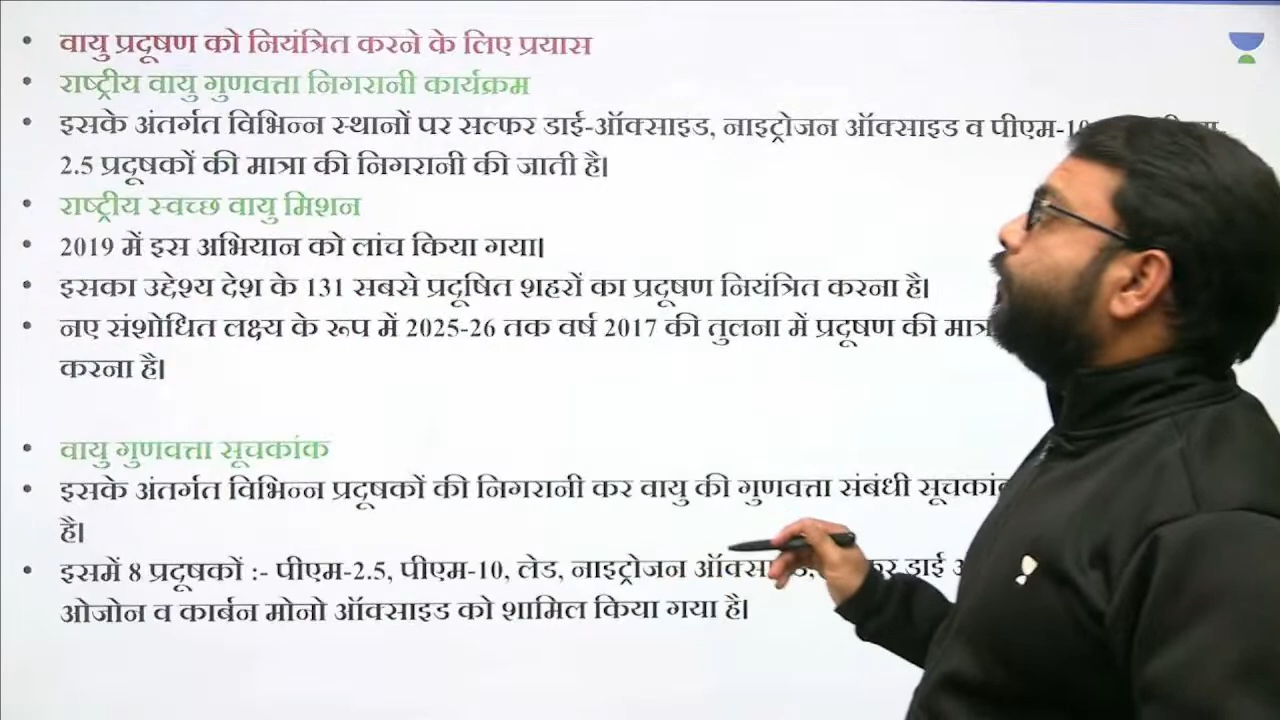 वायु प्रदूषण को नियंत्रित करने के लिए प्रयास
राष्ट्रीय वायु गुणवत्ता निगरानी कार्यक्रम
इसके अंतर्गत विभिन्न स्थानों पर सल्फर डाई-ऑक्साइड, नाइट्रोजन ऑक्साइड व पीएम-10
2.5 प्रदूषकों की मात्रा की निगरानी की जाती है।
राष्ट्रीय स्वच्छ वायु मिशन
2019 में इस अभियान को लांच किया गया।
इसका उद्देश्य देश के 131 सबसे प्रदूषित शहरों का प्रदूषण नियंत्रित करना है।
नए संशोधित लक्ष्य के रूप में 2025-26 तक वर्ष 2017 की तुलना में प्रदूषण की
करना है।
वायु गुणवत्ता सूचकांक
इसके अंतर्गत विभिन्न प्रदूषकों की निगरानी कर वायु की गुणवत्ता संबंधी
है।
इसमें 8 प्रदूषकों :- पीएम-2.5, पीएम-10, लेड, नाइट्रोजन डाई
ओजोन व कार्बन मोनो ऑक्साइड को शामिल किया गया है।